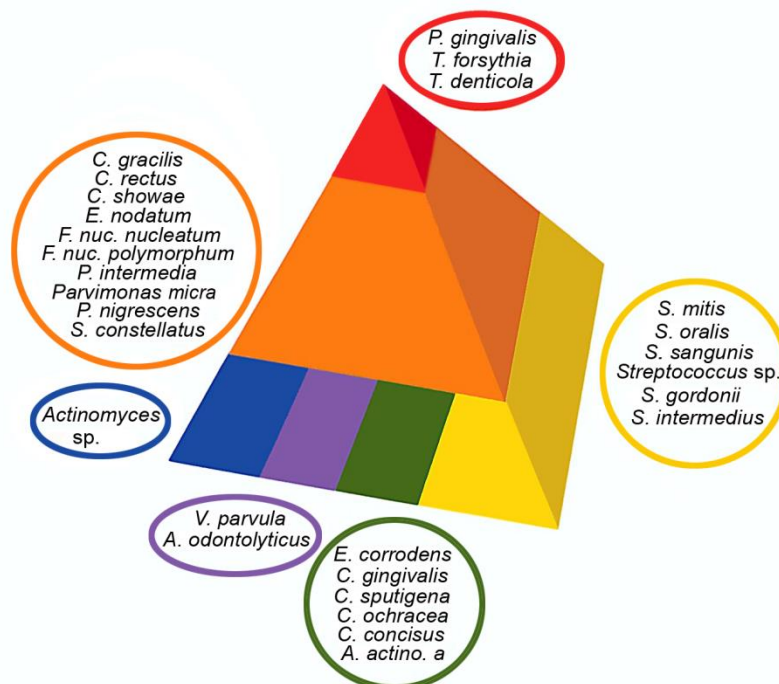 P. gingivalis
T. forsythia
T. denticola
C. gracilis
C. rectus
C. showae
E. nodatum
F. nuc. nucleatum
F. nuc. polymorphum
P. intermedia
Parvimonas micra
P. nigrescens
S. constellatus
S. mitis
S. oralis
S. sangunis
Streptococcus sp.
S. gordonii
S. intermedius
Actinomyces
sp.
V. parvula
A. odontolyticus
E. corrodens
C. gingivalis
C. sputigena
C. ochracea
C. concisus
A. actino. a